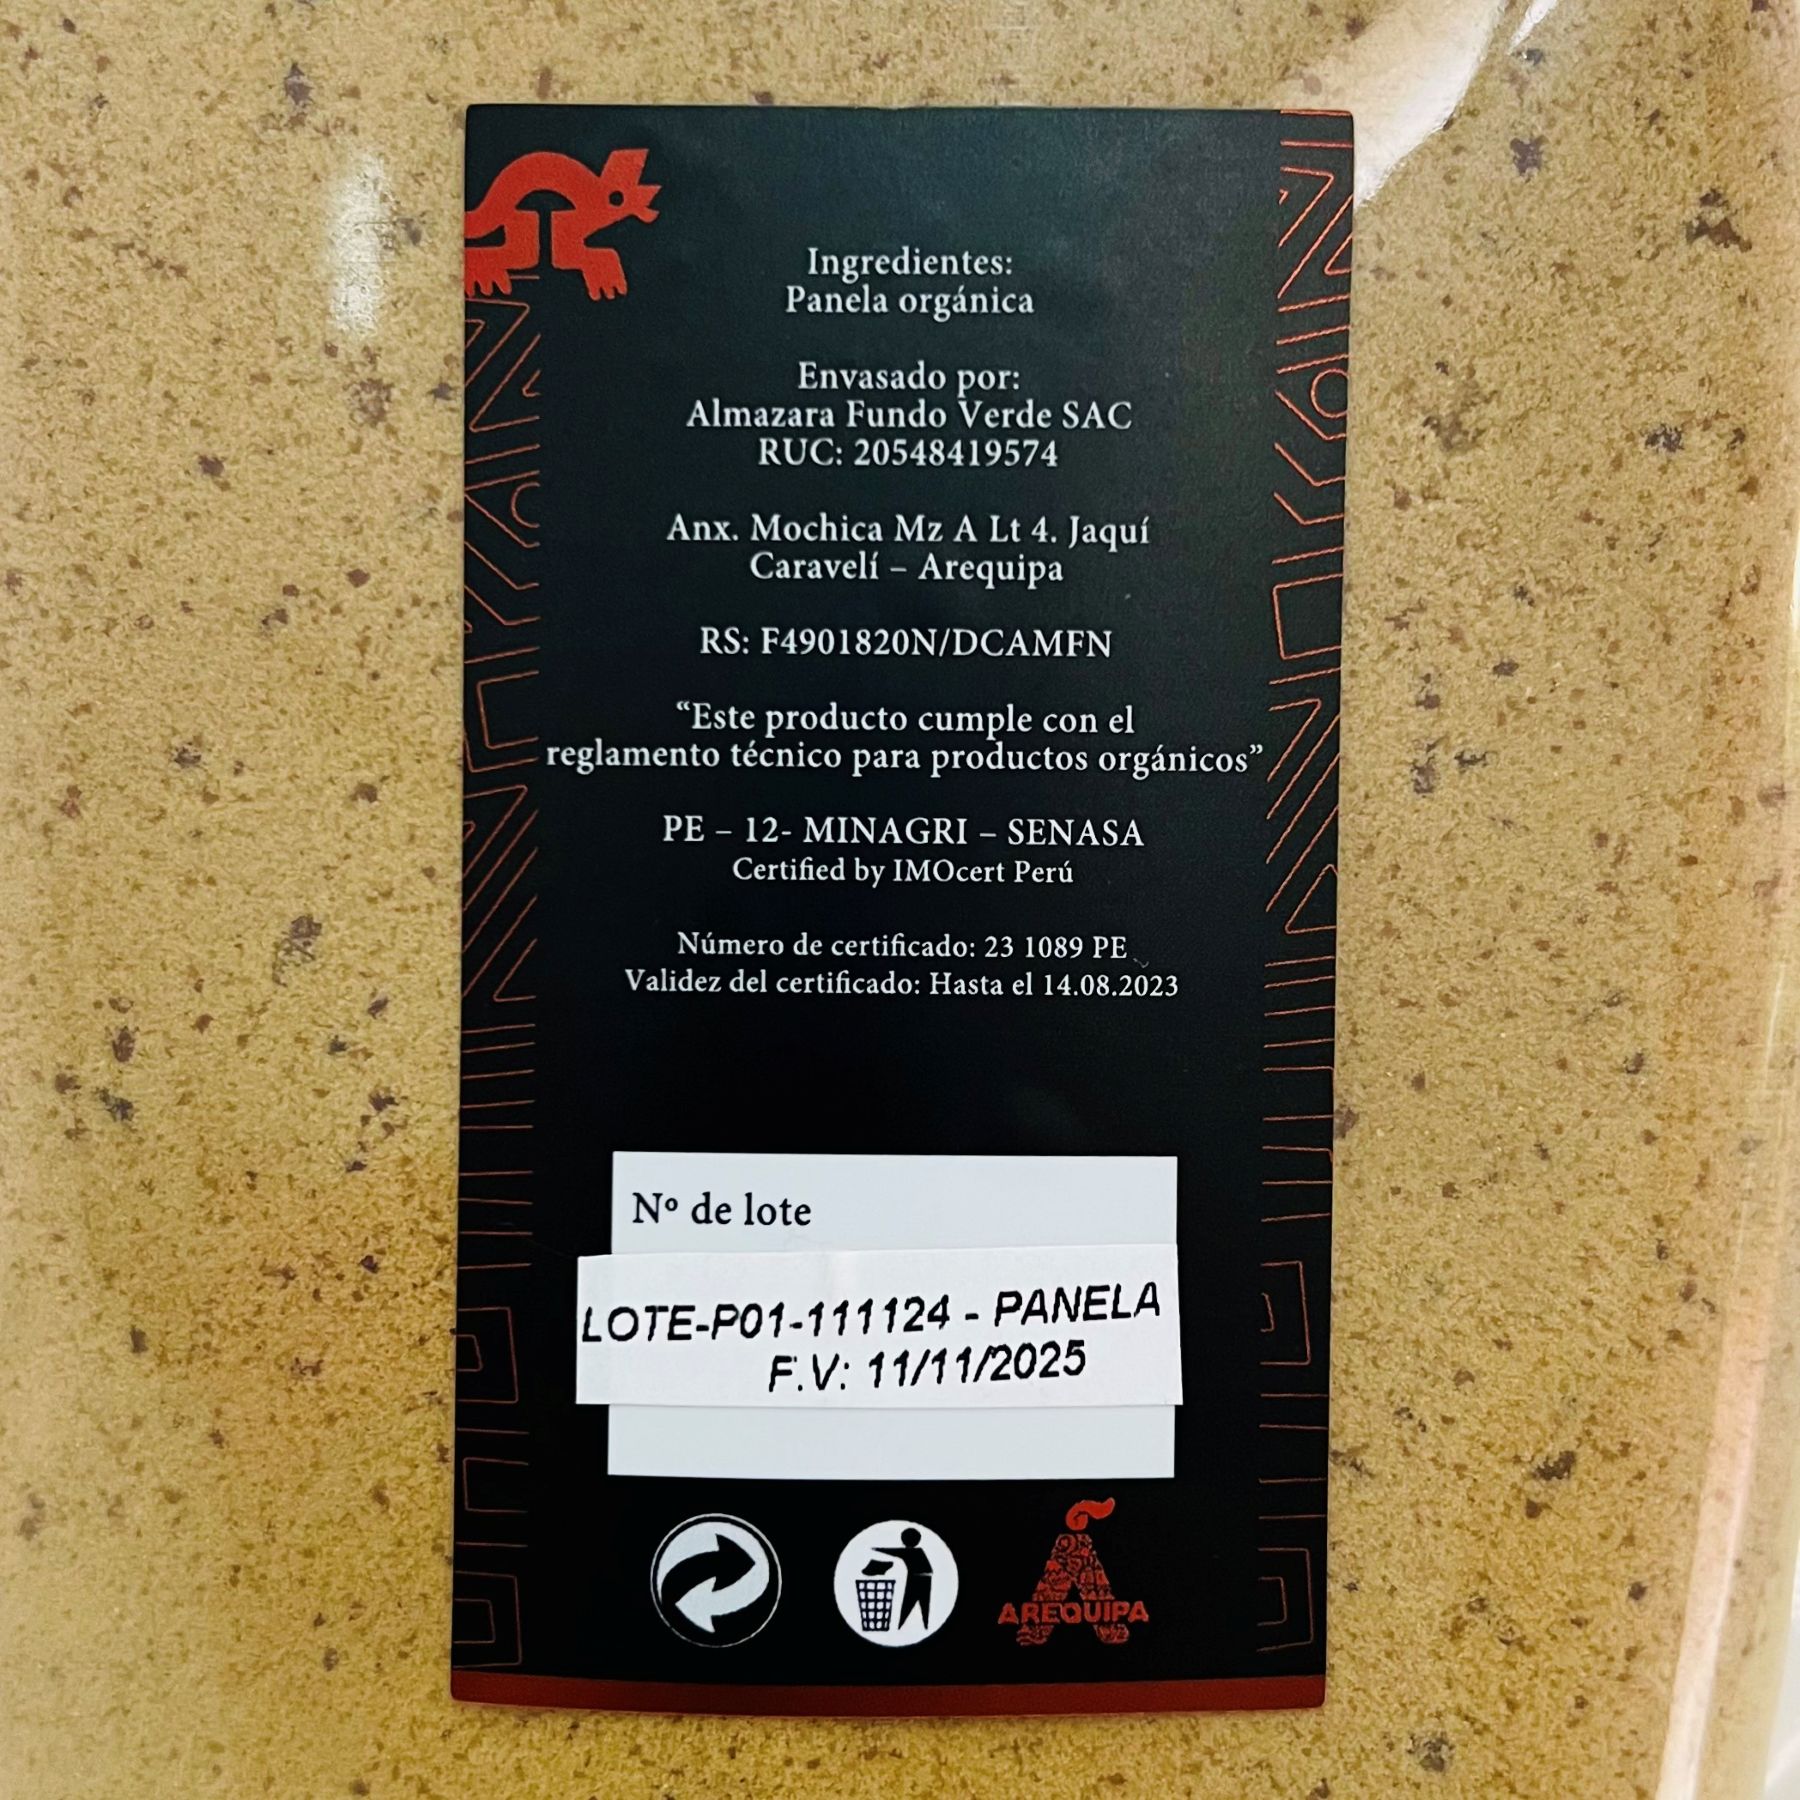 Ingredientes:
Panela orgánica
Envasado por:
Almazara Fundo Verde SAC
RUC: 20548419574
Anx. Mochica Mz A Lt 4. Jaquí
Caravelí – Arequipa
RS: F4901820N/DCAMFN
“Este producto cumple con el
reglamento técnico para productos orgánicos”
PE – 12- MINAGRI – SENASA
Certified by IMOcert Perú
Número de certificado: 23 1089 PE
Validez del certificado: Hasta el 14.08.2023
Nº de lote
LOTE-P01-111124 - PANELA
F.V: 11/11/2025
AREQUIPA